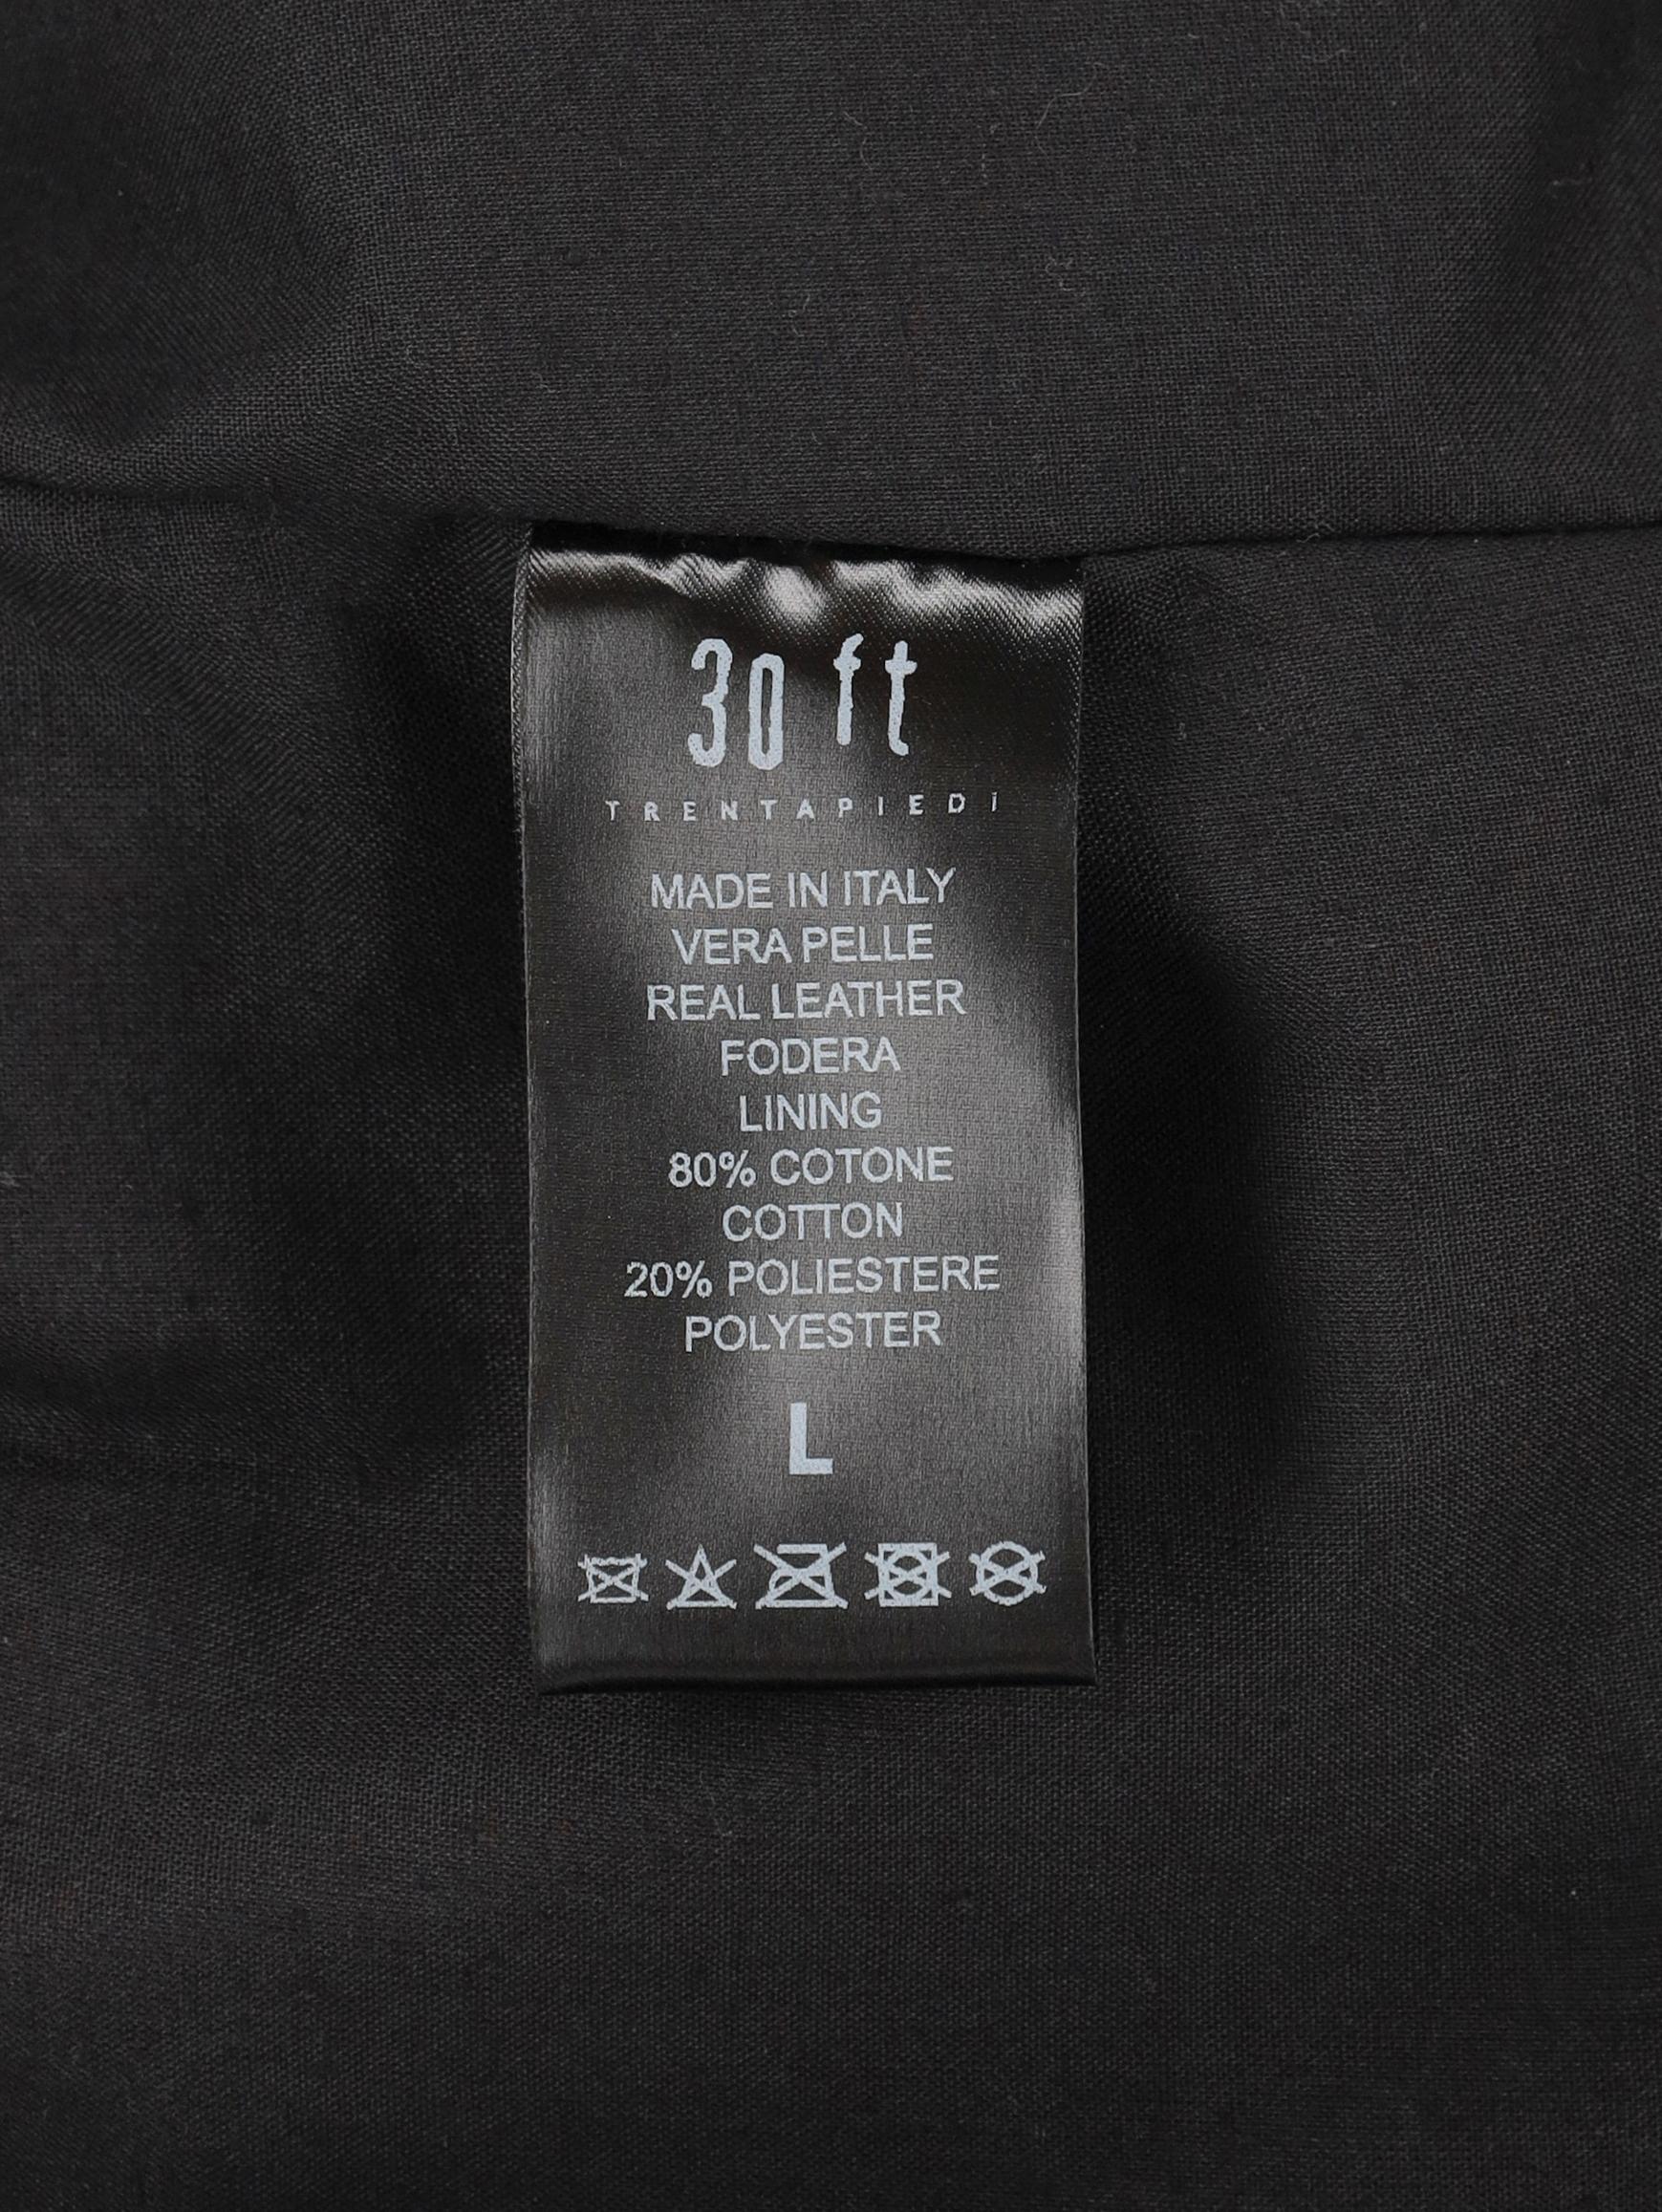 30 ft
TRENTAPIEDI
MADE IN ITALY
VERA PELLE
REAL LEATHER
FODERA
LINING
80% COTONE
COTTON
20% POLIESTERE
POLYESTER
L